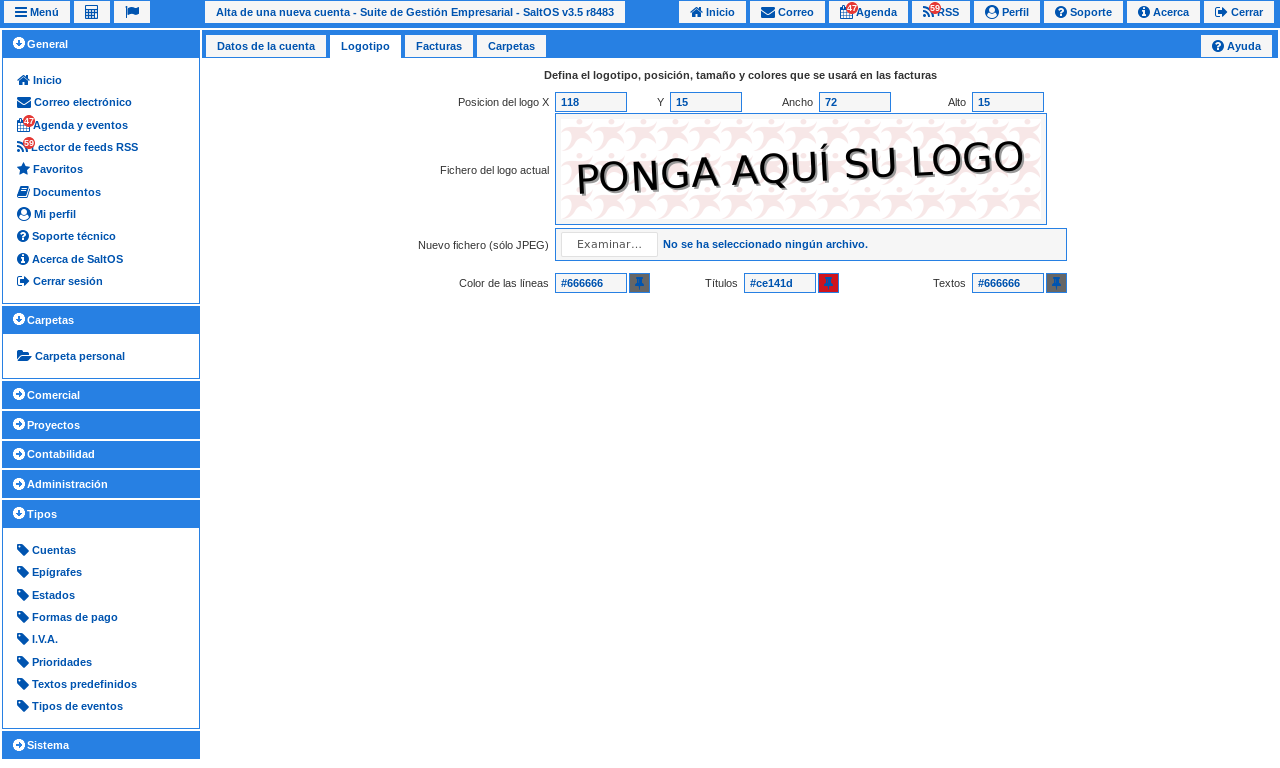 Menú
Alta de una nueva cuenta - Suite de Gestión Empresarial - SaltOS v3.5 r8483
Inicio
Correo
47
Agenda
59
RSS
Perfil
Soporte
Acerca
Cerrar
General
Inicio
Correo electrónico
47
Agenda y eventos
59
Lector de feeds RSS
Favoritos
Documentos
Mi perfil
Soporte técnico
Acerca de SaltOS
Cerrar sesión
Carpetas
Carpeta personal
Comercial
Proyectos
Contabilidad
Administración
Tipos
Cuentas
Epígrafes
Estados
Formas de pago
I.V.A.
Prioridades
Textos predefinidos
Tipos de eventos
Sistema
Datos de la cuenta
Logotipo
Facturas
Carpetas
Ayuda
Defina el logotipo, posición, tamaño y colores que se usará en las facturas
Posicion del logo X 118 Y 15 Ancho 72 Alto 15
Fichero del logo actual
PONGA AQUÍ SU LOGO
Nuevo fichero (sólo JPEG) Examinar... No se ha seleccionado ningún archivo.
Color de las líneas #666666 Títulos #ce141d Textos #666666